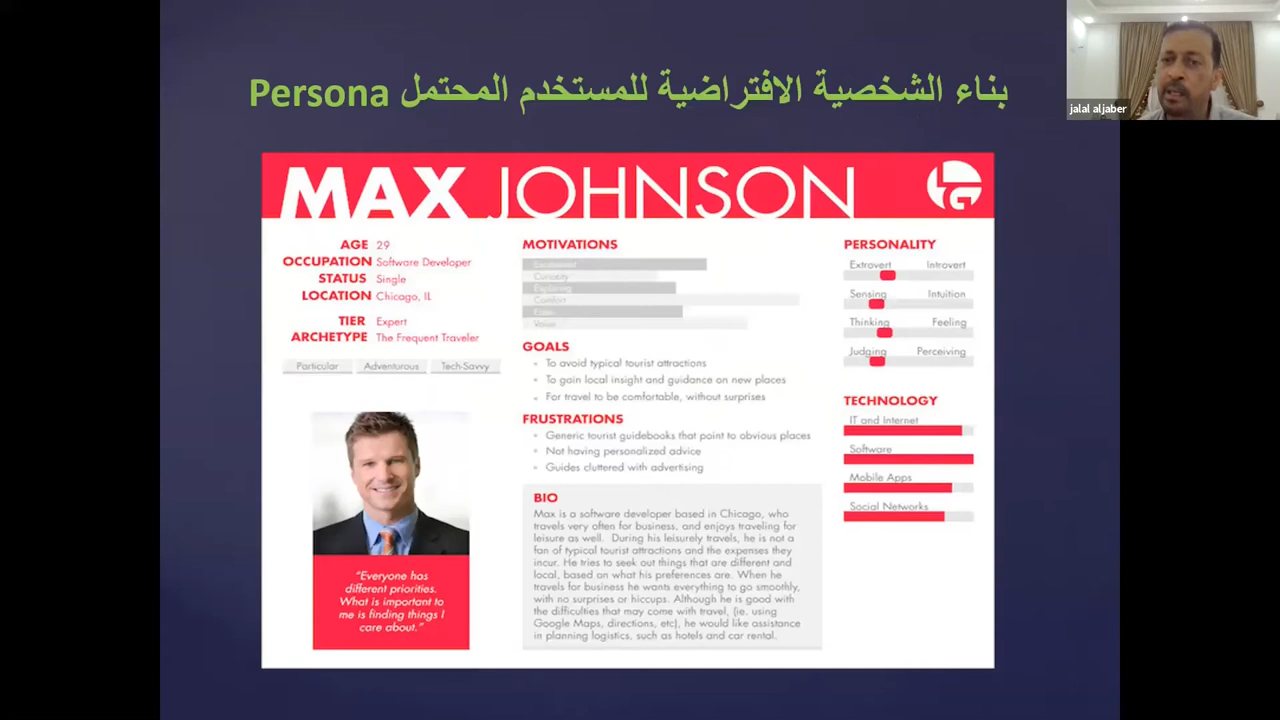 بناء الشخصية الافتراضية للمستخدم المحتمل Persona
jalal aljaber
MAX JOHNSON
AGE 29
OCCUPATION Software Developer
STATUS Single
LOCATION Chicago, IL
TIER Expert
ARCHETYPE The Frequent Traveler
Particular Adventurous Tech-Savvy
"Everyone has
different priorities.
What is important to
me is finding things I
care about."
MOTIVATIONS
Excitement
Curiosity
Exploring
Comfort
Ease
Value
GOALS
- To avoid typical tourist attractions
- To gain local insight and guidance on new places
- For travel to be comfortable, without surprises
FRUSTRATIONS
- Generic tourist guidebooks that point to obvious places
- Not having personalized advice
- Guides cluttered with advertising
BIO
Max is a software developer based in Chicago, who
travels very often for business, and enjoys traveling for
leisure as well. During his leisurely travels, he is not a
fan of typical tourist attractions and the expenses they
incur. He tries to seek out things that are different and
local, based on what his preferences are. When he
travels for business he wants everything to go smoothly,
with no surprises or hiccups. Although he is good with
the difficulties that may come with travel, (ie. using
Google Maps, directions, etc), he would like assistance
in planning logistics, such as hotels and car rental.
PERSONALITY
Extrovert Introvert
Sensing Intuition
Thinking Feeling
Judging Perceiving
TECHNOLOGY
IT and Internet
Software
Mobile Apps
Social Networks